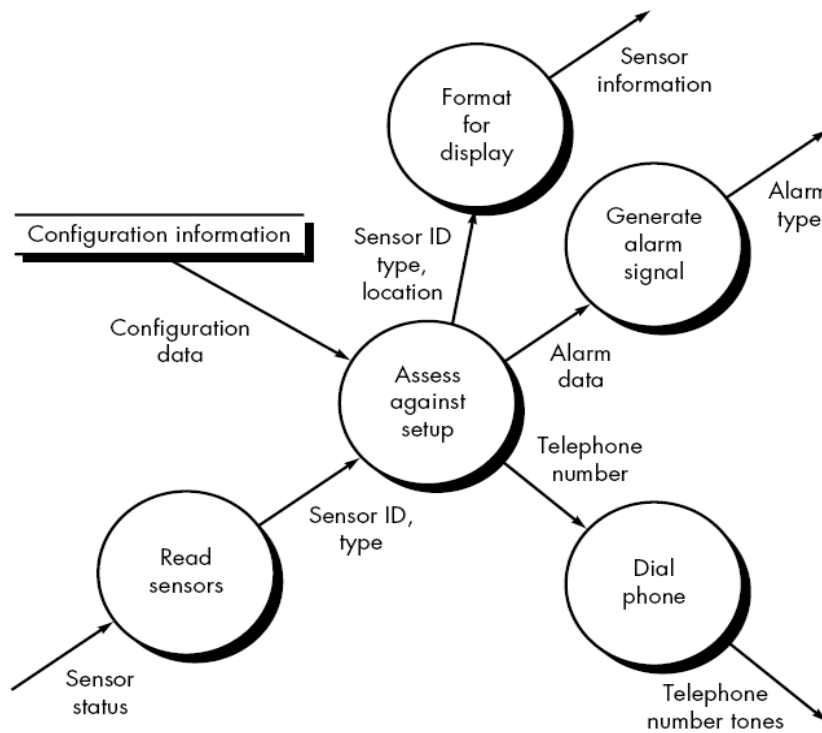 Format
for
display
Sensor
information
Generate
alarm
signal
Alarm
type
Configuration information
Sensor ID
type,
location
Configuration
data
Assess
against
setup
Alarm
data
Telephone
number
Read
sensors
Sensor ID,
type
Dial
phone
Sensor
status
Telephone
number tones